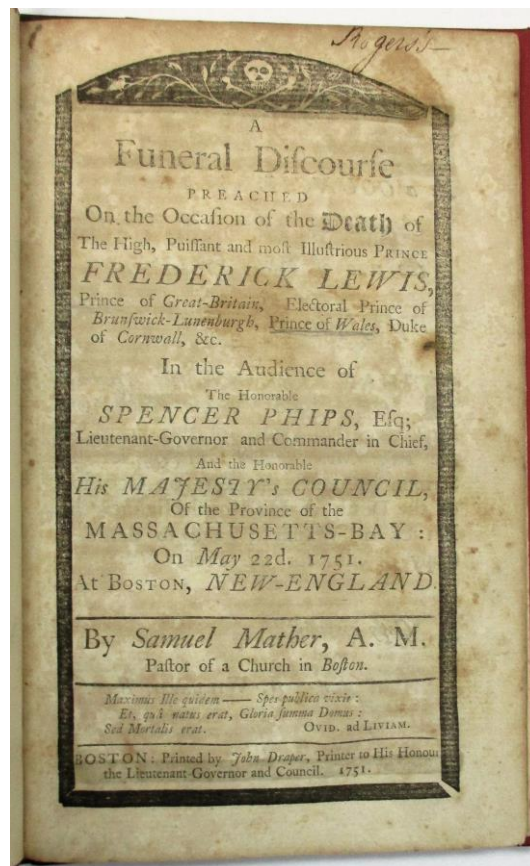 Rogers's
A
Funeral Diſcourſe
PREACHED
On the Occaſion of the Death of
The High, Puiſſant and moſt Illuſtrious PRINCE
FREDERICK LEWIS,
Prince of Great-Britain, Electoral Prince of
Brunſwick-Lunenburgh, Prince of Wales, Duke
of Cornwall, &c.
In the Audience of
The Honorable
SPENCER PHIPS, Eſq;
Lieutenant-Governor and Commander in Chief,
And the Honorable
His MAJESTY's COUNCIL,
Of the Province of the
MASSACHUSETTS-BAY :
On May 22d. 1751.
At BOSTON, NEW-ENGLAND
By Samuel Mather, A. M.
Paſtor of a Church in Boſton.
Maximus Ille quidem —— Spes publica vixie :
Et, qui natus erat, Gloria ſumma Domus :
Sed Mortalis erat. OVID. ad LIVIAM.
BOSTON : Printed by John Draper, Printer to His Honour
the Lieutenant-Governor and Council. 1751.